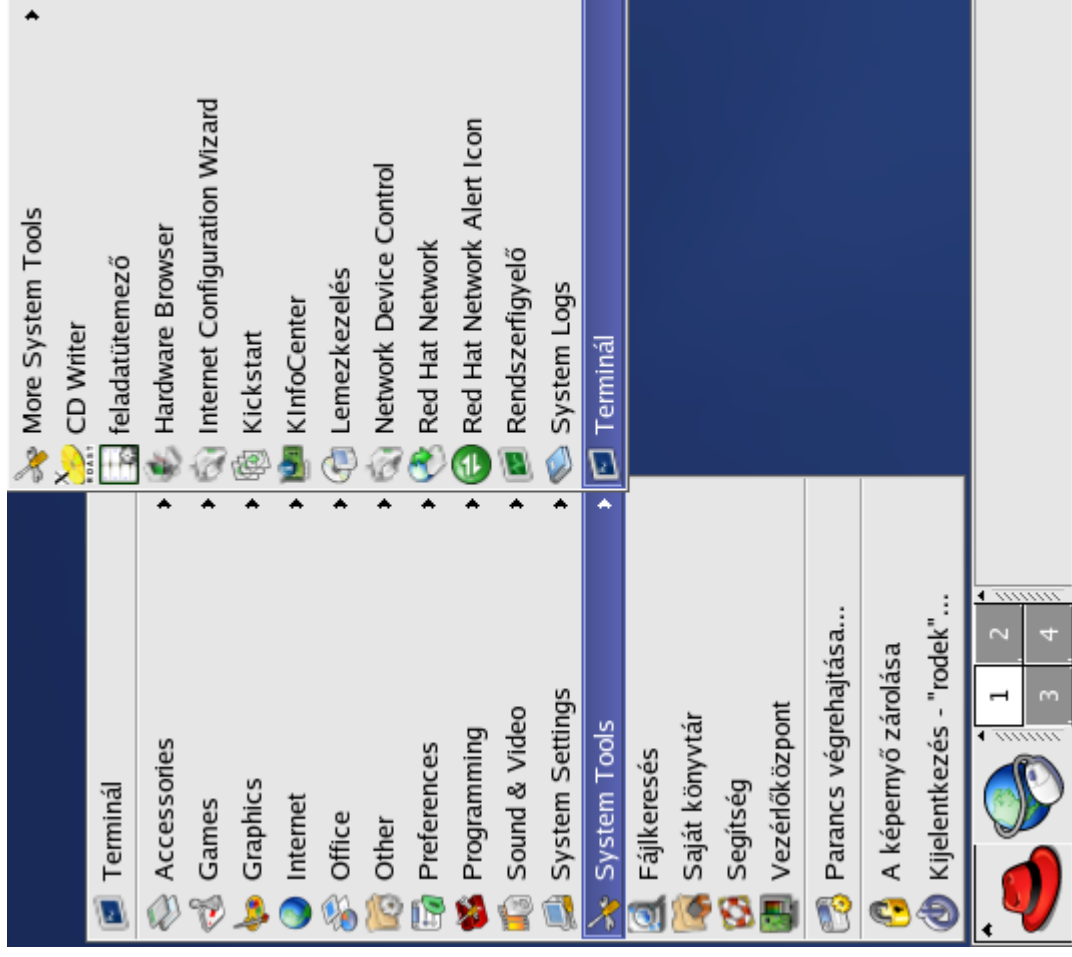 More System Tools
CD Writer
ROAST
feladatütemező
Hardware Browser
Internet Configuration Wizard
Kickstart
KInfoCenter
Lemezkezelés
Network Device Control
Red Hat Network
Red Hat Network Alert Icon
Rendszerfigyelő
System Logs
Terminál
Terminál
Accessories
Games
Graphics
Internet
Office
Other
Preferences
Programming
Sound & Video
System Settings
System Tools
Fájlkeresés
Saját könyvtár
Segítség
Vezérlőközpont
Parancs végrehajtása...
A képernyő zárolása
Kijelentkezés - "rodek"...
1 2
3 4